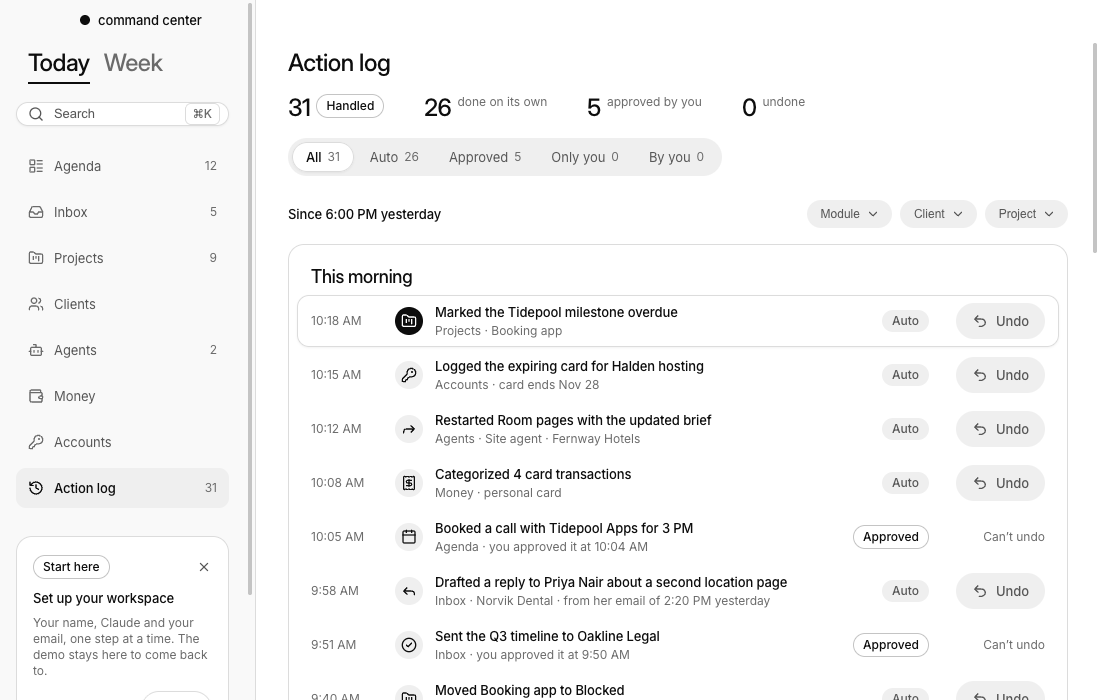 command center
Today Week
Search ⌘K
Agenda 12
Inbox 5
Projects 9
Clients
Agents 2
Money
Accounts
Action log 31
Start here
Set up your workspace
Your name, Claude and your
email, one step at a time. The
demo stays here to come back
to.
Action log
31 Handled 26 done on its own 5 approved by you 0 undone
All 31 Auto 26 Approved 5 Only you 0 By you 0
Since 6:00 PM yesterday Module Client Project
This morning
10:18 AM Marked the Tidepool milestone overdue Auto Undo
Projects · Booking app
10:15 AM Logged the expiring card for Halden hosting Auto Undo
Accounts · card ends Nov 28
10:12 AM Restarted Room pages with the updated brief Auto Undo
Agents · Site agent · Fernway Hotels
10:08 AM Categorized 4 card transactions Auto Undo
Money · personal card
10:05 AM Booked a call with Tidepool Apps for 3 PM Approved Can't undo
Agenda · you approved it at 10:04 AM
9:58 AM Drafted a reply to Priya Nair about a second location page Auto Undo
Inbox · Norvik Dental · from her email of 2:20 PM yesterday
9:51 AM Sent the Q3 timeline to Oakline Legal Approved Can't undo
Inbox · you approved it at 9:50 AM
9:40 AM Moved Booking app to Blocked Auto Undo